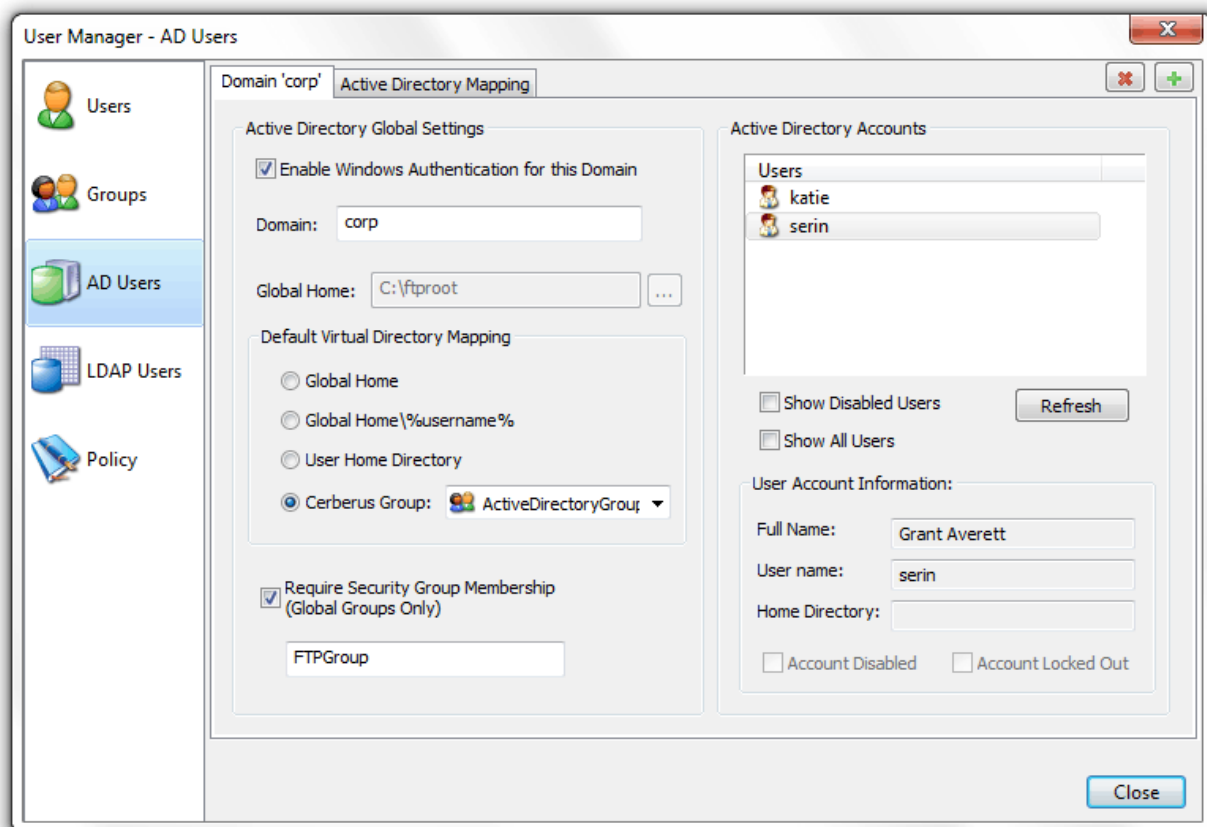 User Manager - AD Users
Users
Groups
AD Users
LDAP Users
Policy
Domain 'corp'
Active Directory Mapping
Active Directory Global Settings
Enable Windows Authentication for this Domain
Domain:
corp
Global Home:
C:\ftproot
...
Default Virtual Directory Mapping
Global Home
Global Home\%username%
User Home Directory
Cerberus Group:
ActiveDirectoryGroup
Require Security Group Membership
(Global Groups Only)
FTPGroup
Active Directory Accounts
Users
katie
serin
Show Disabled Users
Refresh
Show All Users
User Account Information:
Full Name:
Grant Averett
User name:
serin
Home Directory:
Account Disabled
Account Locked Out
Close